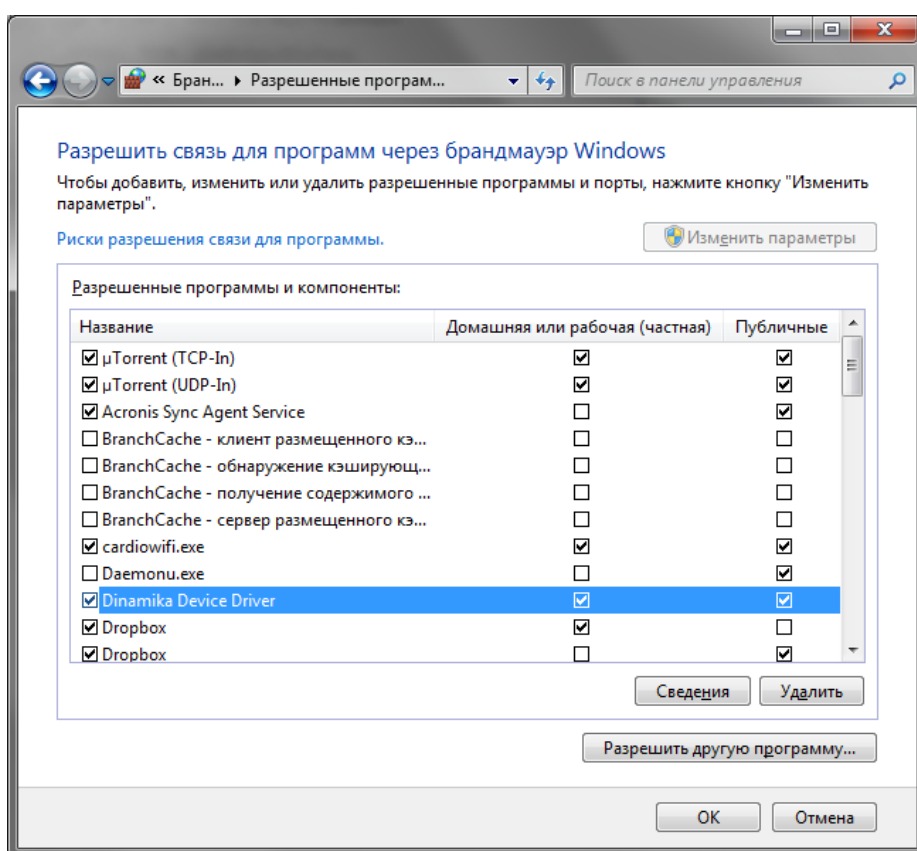 « Бран... ▸ Разрешенные програм...
Поиск в панели управления
Разрешить связь для программ через брандмауэр Windows
Чтобы добавить, изменить или удалить разрешенные программы и порты, нажмите кнопку "Изменить
параметры".
Риски разрешения связи для программы.
Изменить параметры
Разрешенные программы и компоненты:
Название Домашняя или рабочая (частная) Публичные
µTorrent (TCP-In)
µTorrent (UDP-In)
Acronis Sync Agent Service
BranchCache - клиент размещенного кэ...
BranchCache - обнаружение кэширующ...
BranchCache - получение содержимого ...
BranchCache - сервер размещенного кэ...
cardiowifi.exe
Daemonu.exe
Dinamika Device Driver
Dropbox
Dropbox
Сведения Удалить
Разрешить другую программу...
ОК Отмена